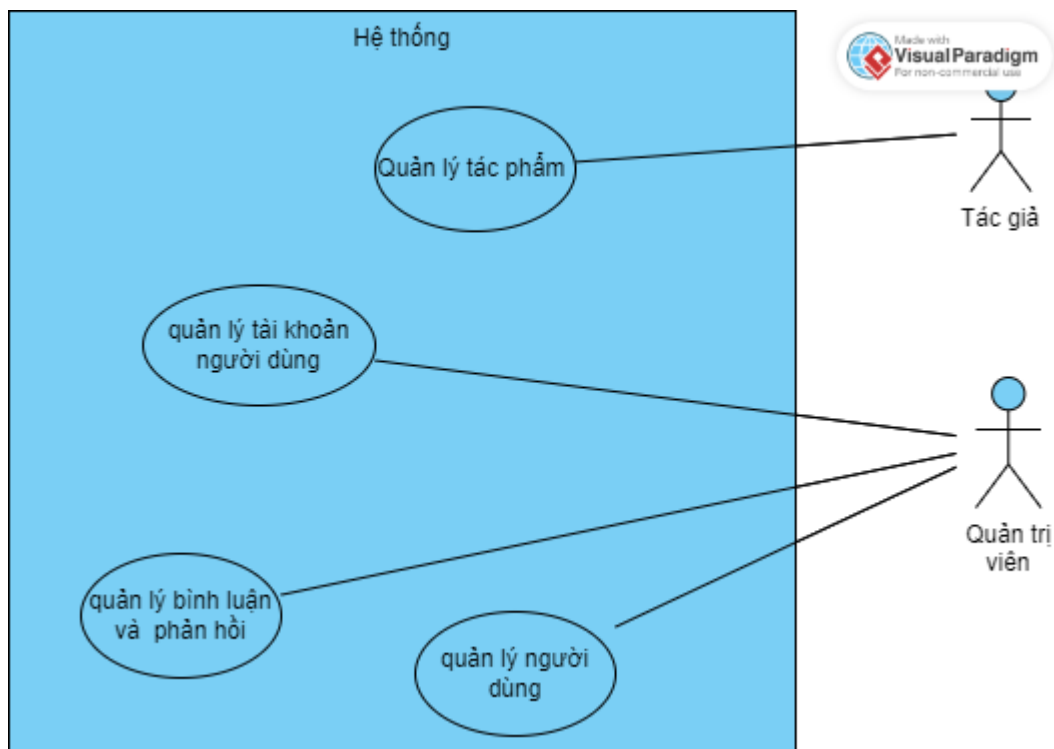 Hệ thống
Made with
Visual Paradigm
For non-commercial use
Quản lý tác phẩm
Tác giả
quản lý tài khoản
người dùng
Quản trị
viên
quản lý bình luận
và phản hồi
quản lý người
dùng